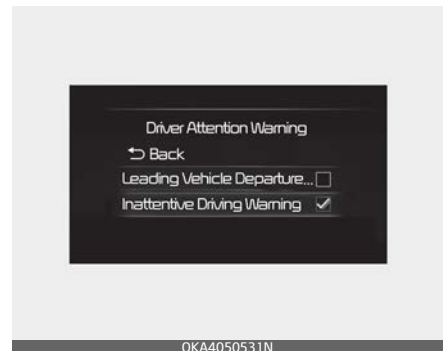 Driver Attention Warning
Back
Leading Vehicle Departure...
Inattentive Driving Warning
OKA4050531N